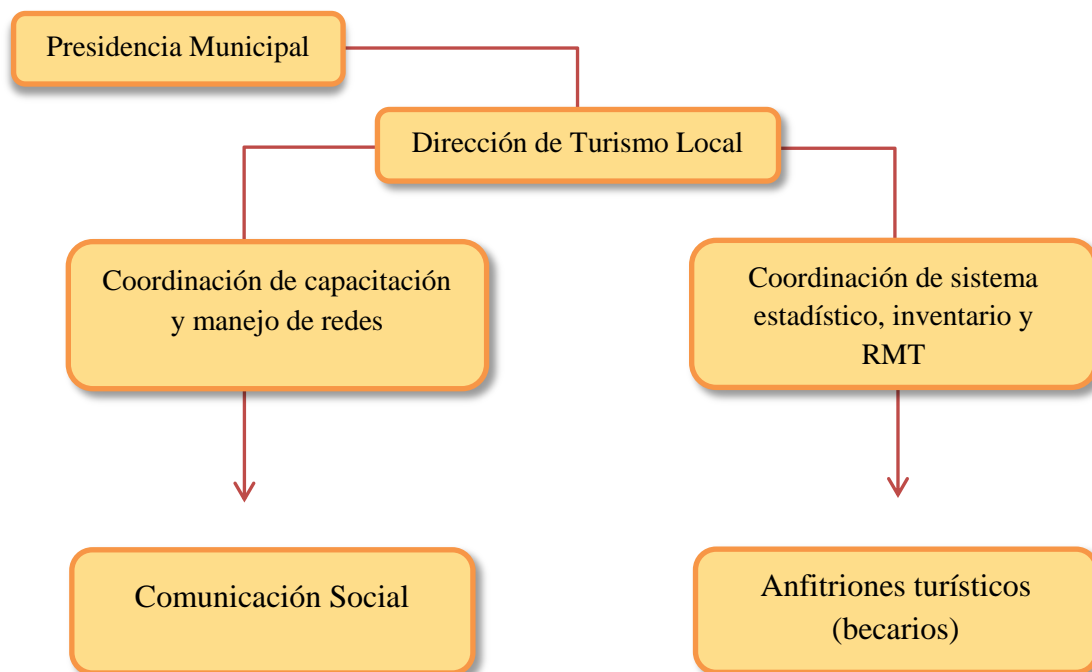 Presidencia Municipal
Dirección de Turismo Local
Coordinación de capacitación
y manejo de redes
Coordinación de sistema
estadístico, inventario y
RMT
Comunicación Social
Anfitriones turísticos
(becarios)